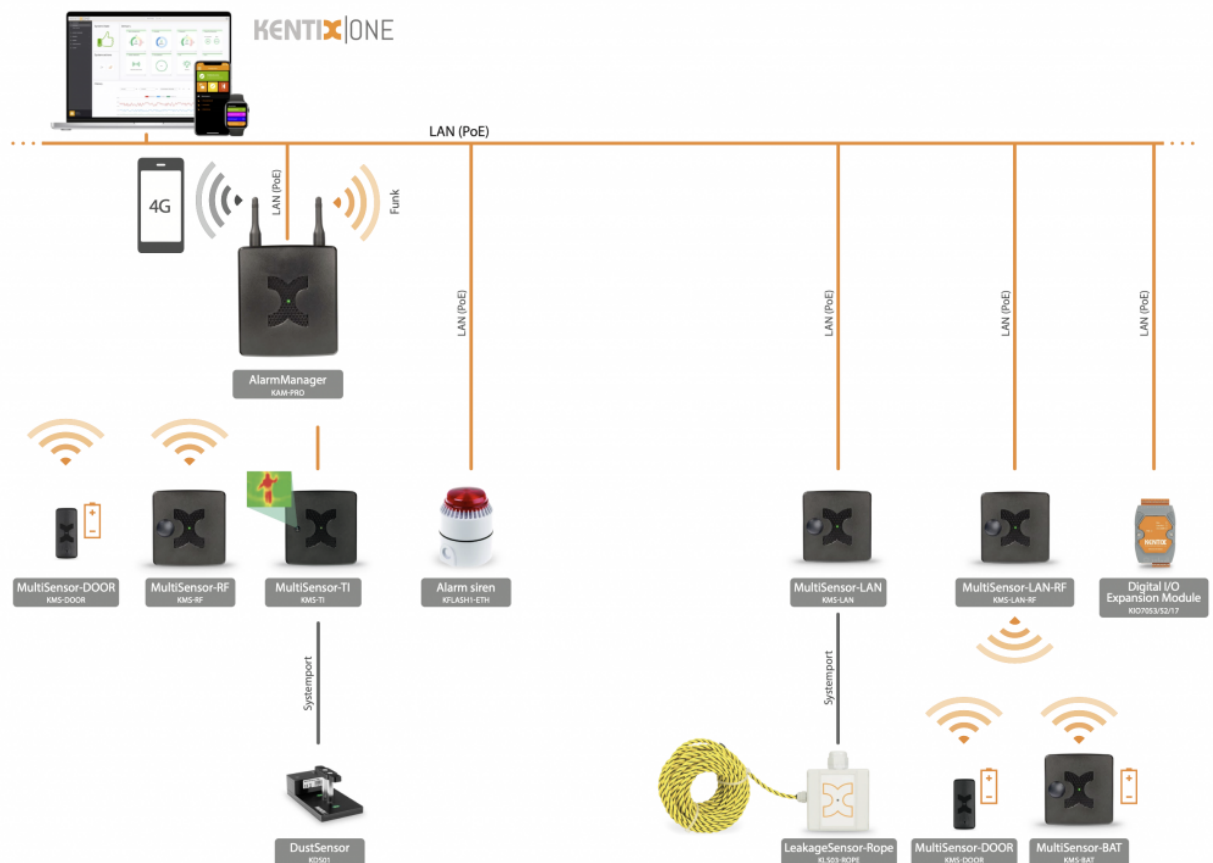 KENTIX|ONE
LAN (PoE)
4G
LAN (PoE)
Funk
LAN (PoE)
LAN (PoE)
LAN (PoE)
LAN (PoE)
AlarmManager
KAM-PRO
MultiSensor-DOOR
KMS-DOOR
MultiSensor-RF
KMS-RF
MultiSensor-TI
KMS-TI
Alarm siren
KFLASH1-ETH
MultiSensor-LAN
KMS-LAN
MultiSensor-LAN-RF
KMS-LAN-RF
KENTIX
Digital I/O
Expansion Module
KIO7053/52/17
Systemport
Systemport
DustSensor
KDS01
LeakageSensor-Rope
KLS03-ROPE
MultiSensor-DOOR
KMS-DOOR
MultiSensor-BAT
KMS-BAT